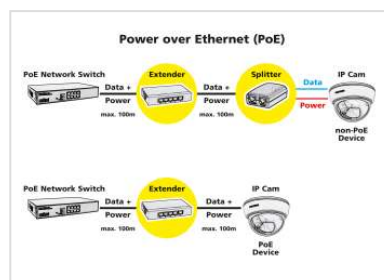 Power over Ethernet (PoE)
PoE Network Switch
Extender
Splitter
IP Cam
Data +
Power
max. 100m
Data +
Power
max. 100m
Data
Power
non-PoE
Device
PoE Network Switch
Extender
IP Cam
Data +
Power
max. 100m
Data +
Power
max. 100m
PoE
Device